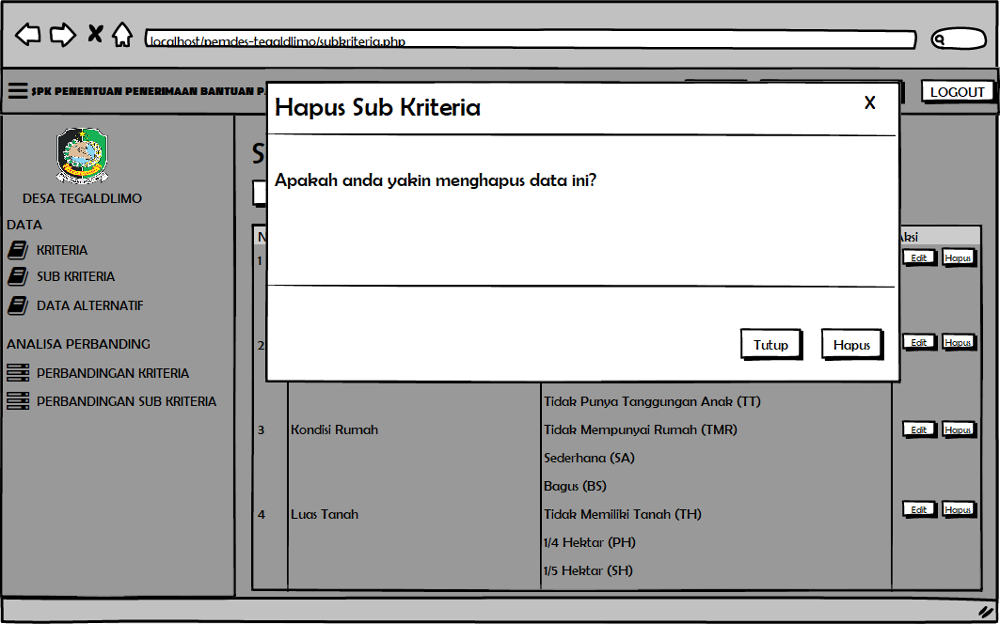 localhost/pemdes-tegaldlimo/subkriteria.php
SPK PENENTUAN PENERIMAAN BANTUAN
LOGOUT
Hapus Sub Kriteria
X
Apakah anda yakin menghapus data ini?
Tutup
Hapus
DESA TEGALDLIMO
DATA
KRITERIA
SUB KRITERIA
DATA ALTERNATIF
ANALISA PERBANDING
PERBANDINGAN KRITERIA
PERBANDINGAN SUB KRITERIA
Aksi
1 Edit Hapus
2 Edit Hapus
Tidak Punya Tanggungan Anak (TT)
3 Kondisi Rumah Tidak Mempunyai Rumah (TMR) Edit Hapus
Sederhana (SA)
Bagus (BS)
4 Luas Tanah Tidak Memiliki Tanah (TH) Edit Hapus
1/4 Hektar (PH)
1/5 Hektar (SH)